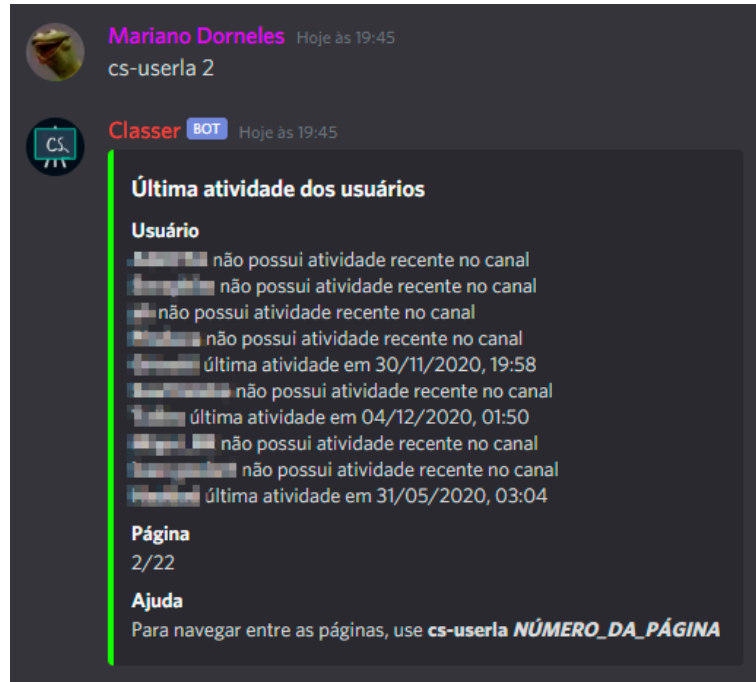 Mariano Dorneles Hoje às 19:45
cs-userla 2
CS
Classer BOT Hoje às 19:45
Última atividade dos usuários
Usuário
não possui atividade recente no canal
não possui atividade recente no canal
não possui atividade recente no canal
não possui atividade recente no canal
última atividade em 30/11/2020, 19:58
não possui atividade recente no canal
última atividade em 04/12/2020, 01:50
não possui atividade recente no canal
não possui atividade recente no canal
última atividade em 31/05/2020, 03:04
Página
2/22
Ajuda
Para navegar entre as páginas, use cs-userla NÚMERO_DA_PÁGINA